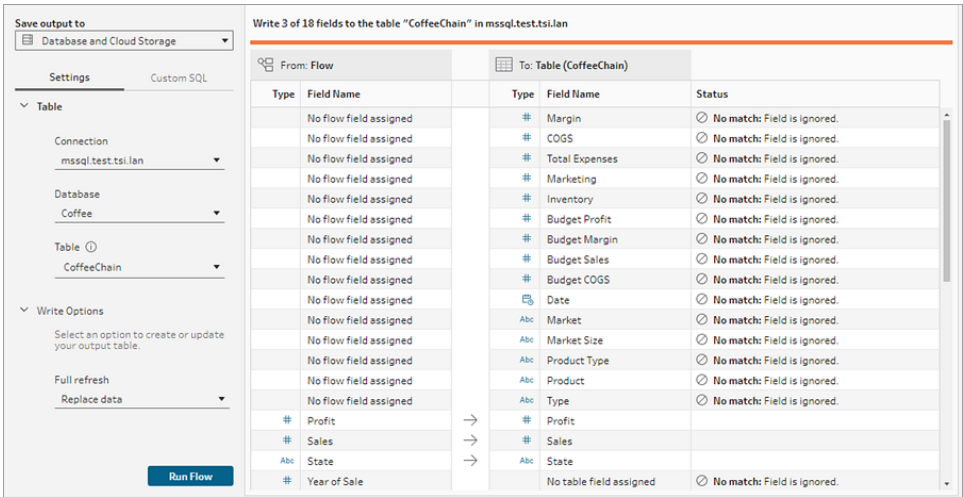 Save output to
Database and Cloud Storage
Settings Custom SQL
Table
Connection
mssql.test.tsi.lan
Database
Coffee
Table
CoffeeChain
Write Options
Select an option to create or update
your output table.
Full refresh
Replace data
Run Flow
Write 3 of 18 fields to the table "CoffeeChain" in mssql.test.tsi.lan
From: Flow To: Table (CoffeeChain)
Type Field Name Type Field Name Status
No flow field assigned # Margin No match: Field is ignored.
No flow field assigned # COGS No match: Field is ignored.
No flow field assigned # Total Expenses No match: Field is ignored.
No flow field assigned # Marketing No match: Field is ignored.
No flow field assigned # Inventory No match: Field is ignored.
No flow field assigned # Budget Profit No match: Field is ignored.
No flow field assigned # Budget Margin No match: Field is ignored.
No flow field assigned # Budget Sales No match: Field is ignored.
No flow field assigned # Budget COGS No match: Field is ignored.
No flow field assigned Date No match: Field is ignored.
No flow field assigned Abc Market No match: Field is ignored.
No flow field assigned Abc Market Size No match: Field is ignored.
No flow field assigned Abc Product Type No match: Field is ignored.
No flow field assigned Abc Product No match: Field is ignored.
No flow field assigned Abc Type No match: Field is ignored.
# Profit → # Profit
# Sales → # Sales
Abc State → Abc State
# Year of Sale No table field assigned No match: Field is ignored.